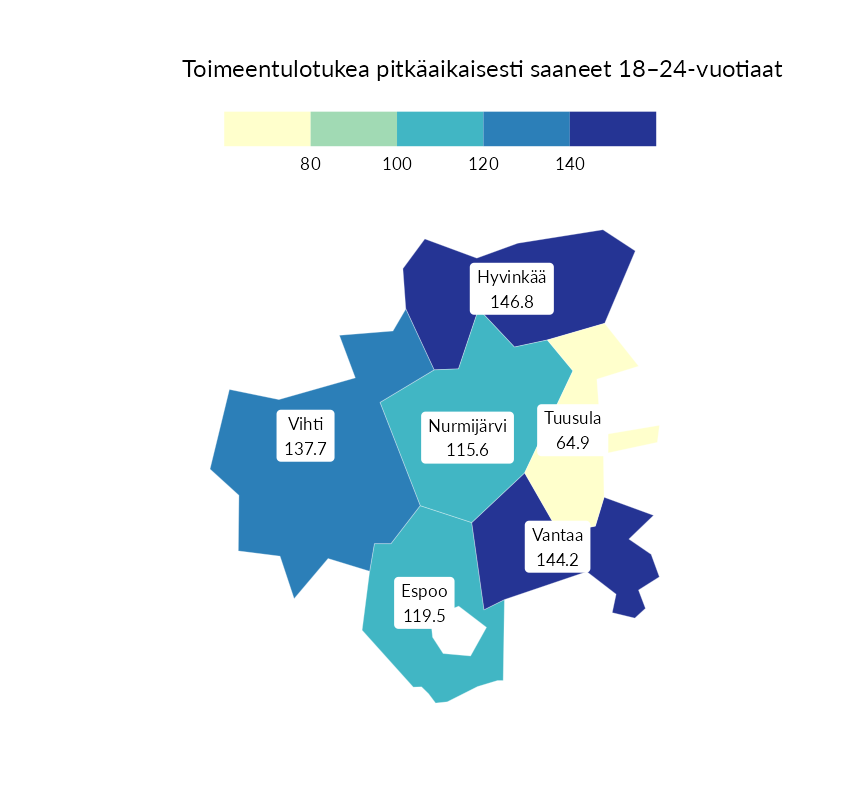 Toimeentulotukea pitkäaikaisesti saaneet 18–24-vuotiaat
80 100 120 140
Hyvinkää
146.8
Vihti
137.7
Nurmijärvi
115.6
Tuusula
64.9
Vantaa
144.2
Espoo
119.5